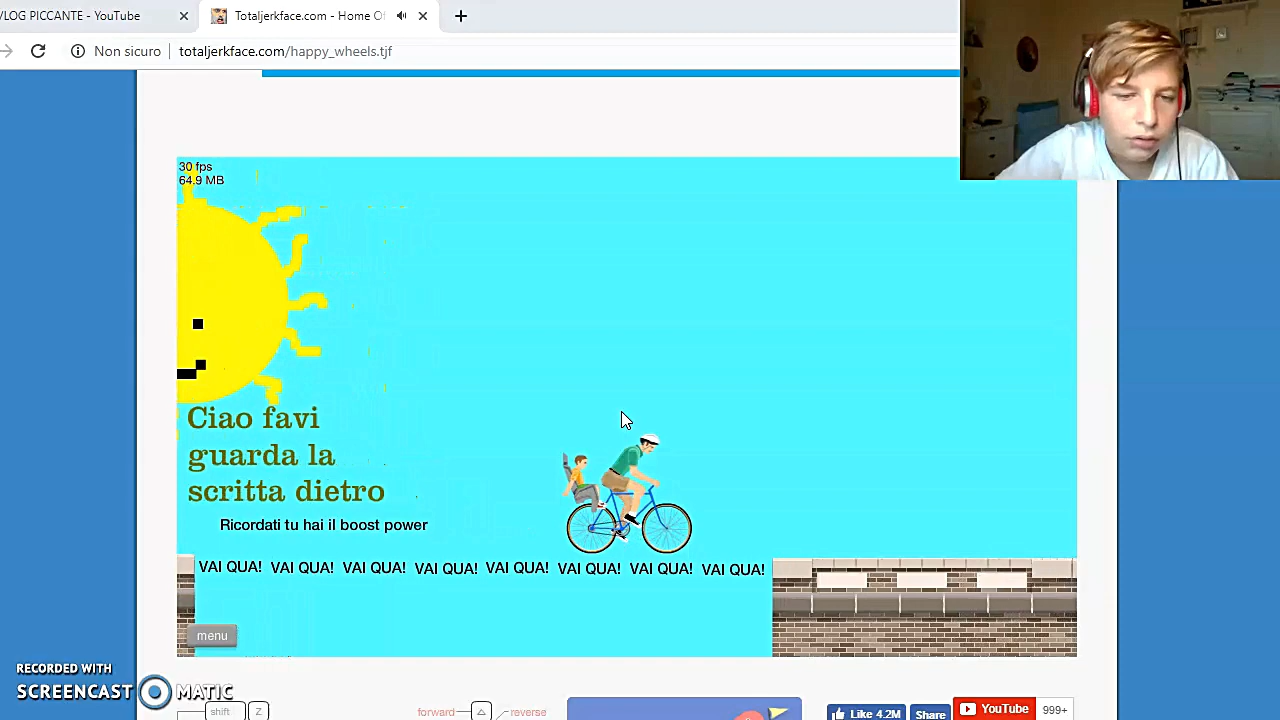 VLOG PICCANTE - YouTube
Totaljerkface.com - Home Of
Non sicuro
totaljerkface.com/happy_wheels.tjf
30 fps
64.9 MB
Ciao favi
guarda la
scritta dietro
Ricordati tu hai il boost power
VAI QUA! VAI QUA! VAI QUA! VAI QUA! VAI QUA! VAI QUA! VAI QUA! VAI QUA!
menu
RECORDED WITH
SCREENCAST MATIC
shift Z
forward reverse
Like 4.2M Share YouTube 999+